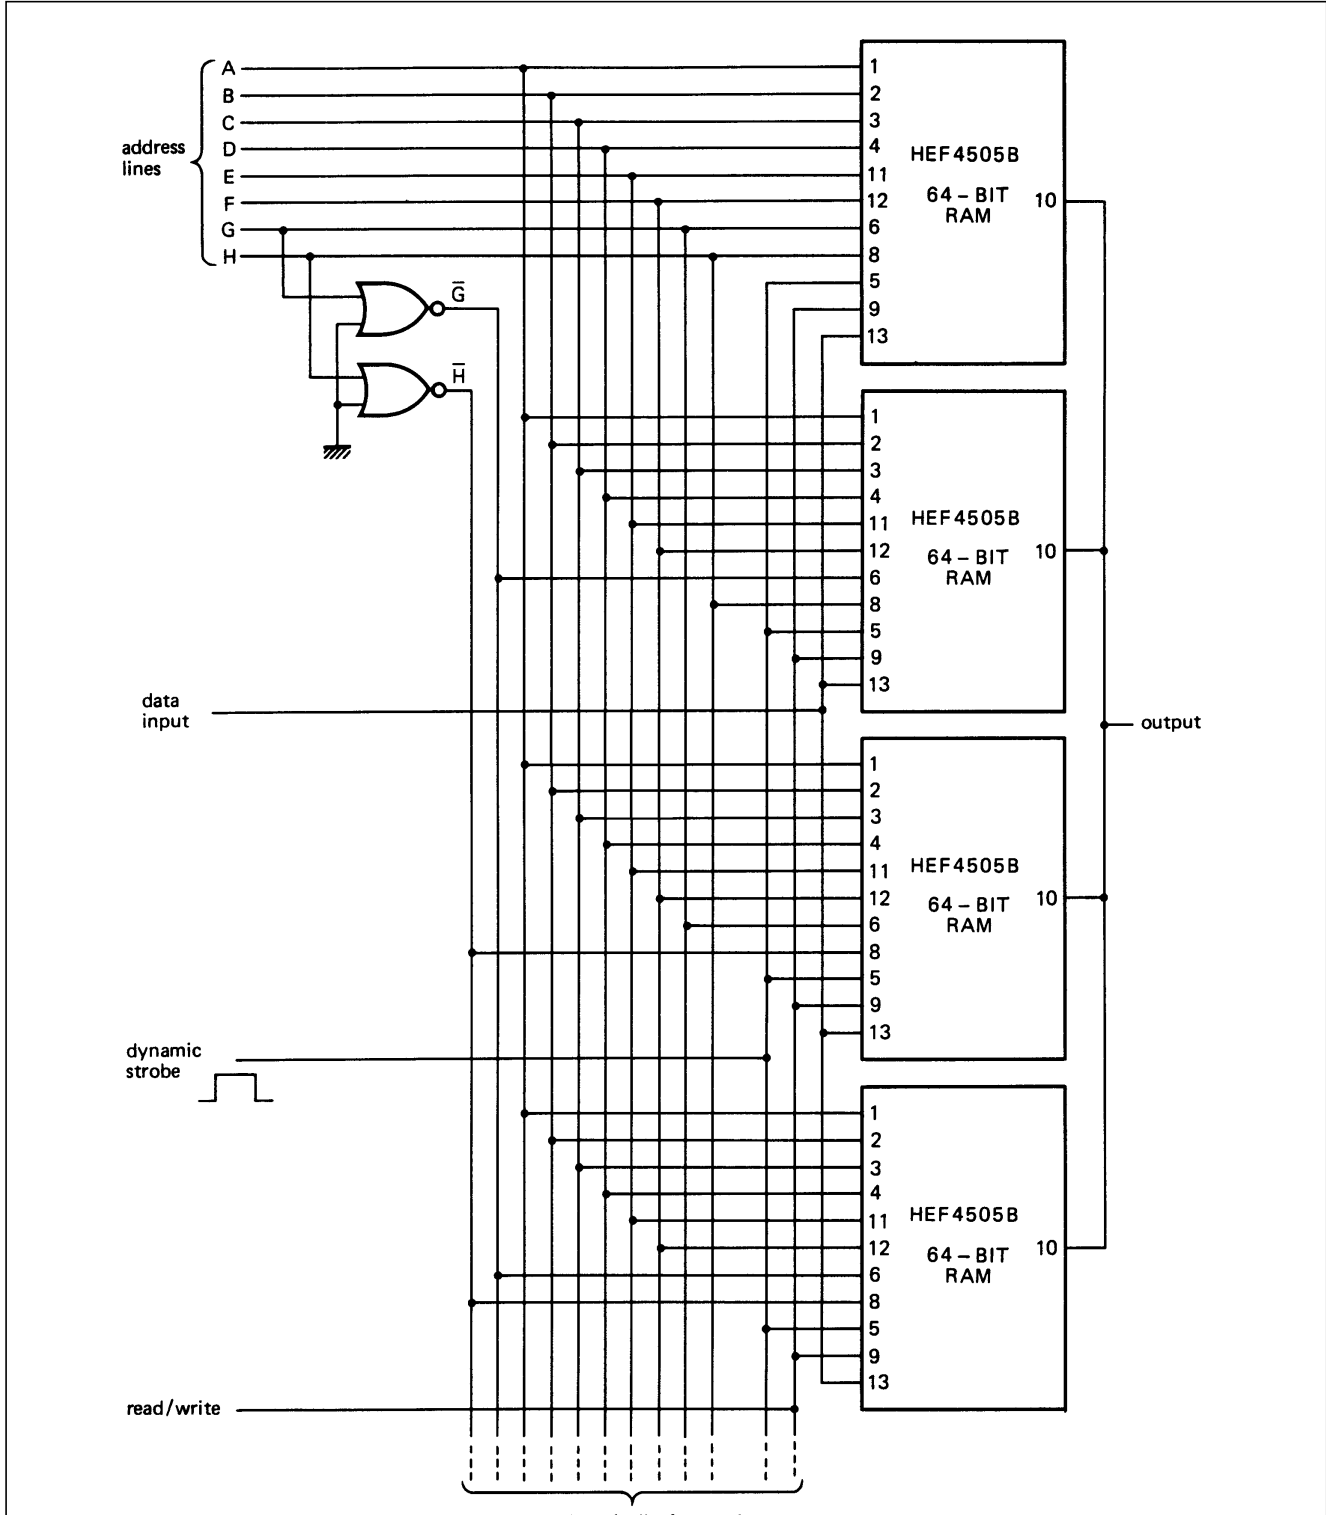 address
lines
A
B
C
D
E
F
G
H
G̅
H̅
1
2
3
4
11
12
6
8
5
9
13
HEF4505B
64 – BIT
RAM
10
1
2
3
4
11
12
6
8
5
9
13
HEF4505B
64 – BIT
RAM
10
data
input
output
1
2
3
4
11
12
6
8
5
9
13
HEF4505B
64 – BIT
RAM
10
dynamic
strobe
1
2
3
4
11
12
6
8
5
9
13
HEF4505B
64 – BIT
RAM
10
read/write